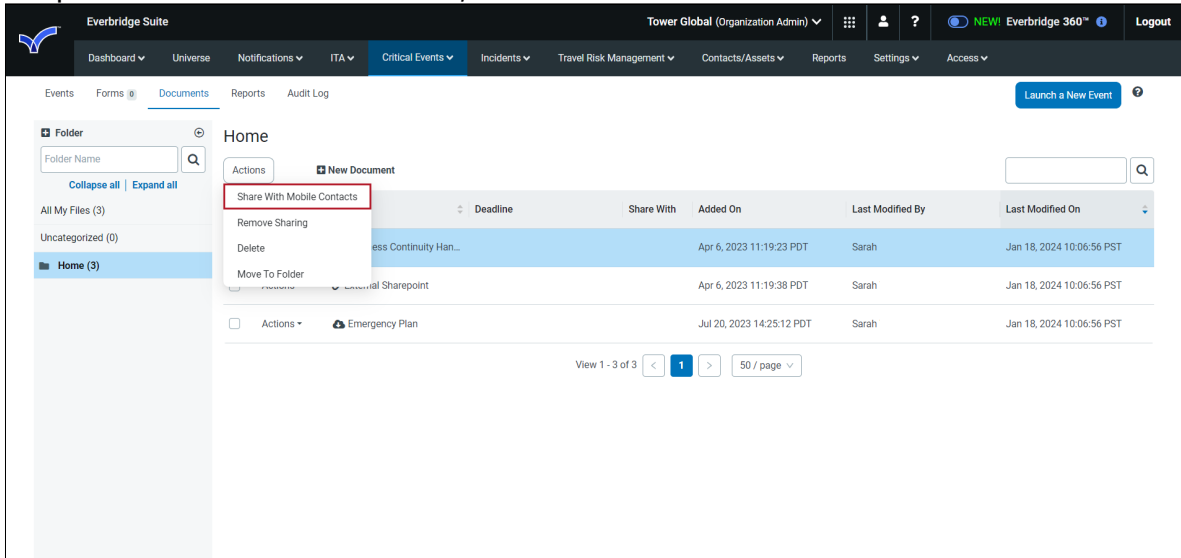 Everbridge Suite
Tower Global (Organization Admin)
?
NEW! Everbridge 360™
Logout
Dashboard
Universe
Notifications
ITA
Critical Events
Incidents
Travel Risk Management
Contacts/Assets
Reports
Settings
Access
Events
Forms 0
Documents
Reports
Audit Log
Launch a New Event
?
Folder
Folder Name
Collapse all | Expand all
All My Files (3)
Uncategorized (0)
Home (3)
Home
Actions
New Document
Share With Mobile Contacts
Remove Sharing
Delete
Move To Folder
Deadline
Share With
Added On
Last Modified By
Last Modified On
ess Continuity Han...
Apr 6, 2023 11:19:23 PDT
Sarah
Jan 18, 2024 10:06:56 PST
Actions
External Sharepoint
Apr 6, 2023 11:19:38 PDT
Sarah
Jan 18, 2024 10:06:56 PST
Actions
Emergency Plan
Jul 20, 2023 14:25:12 PDT
Sarah
Jan 18, 2024 10:06:56 PST
View 1 - 3 of 3
<
1
>
50 / page